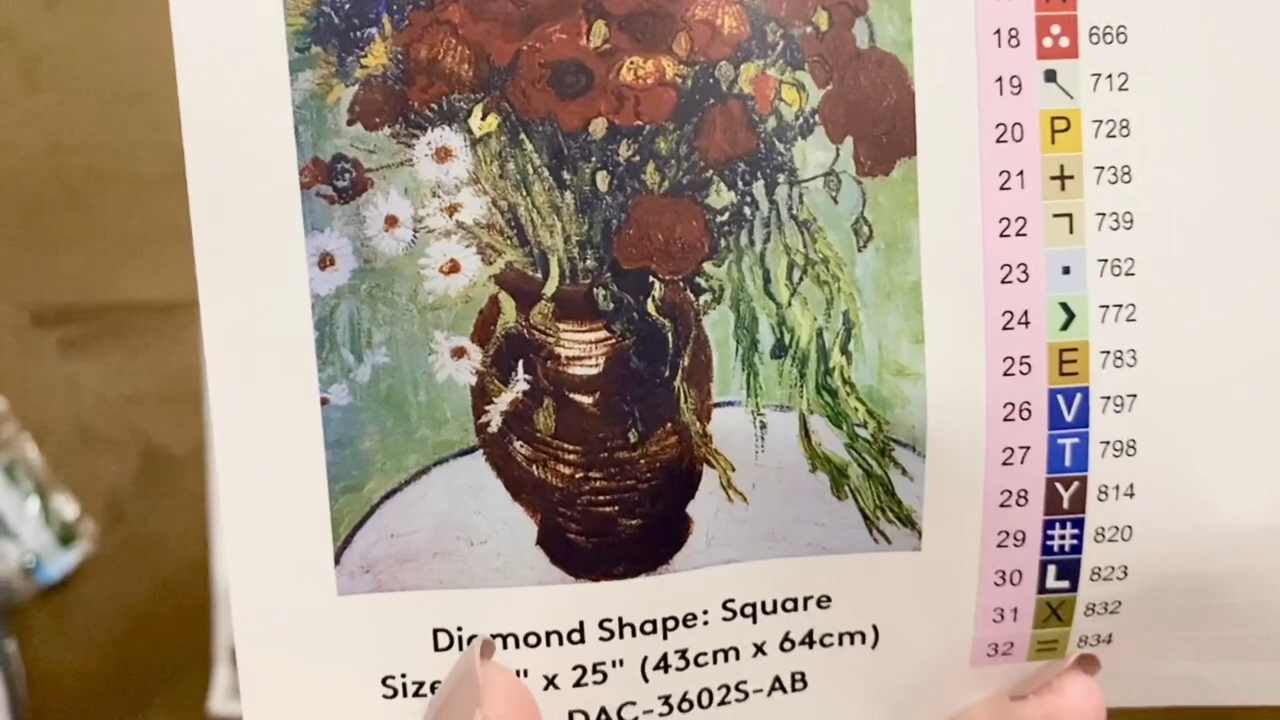 18 666
19 712
20 P 728
21 + 738
22 739
23 762
24 772
25 E 783
26 V 797
27 T 798
28 Y 814
29 # 820
30 L 823
31 X 832
32 = 834
Diamond Shape: Square
Size " x 25" (43cm x 64cm)
DAC-3602S-AB